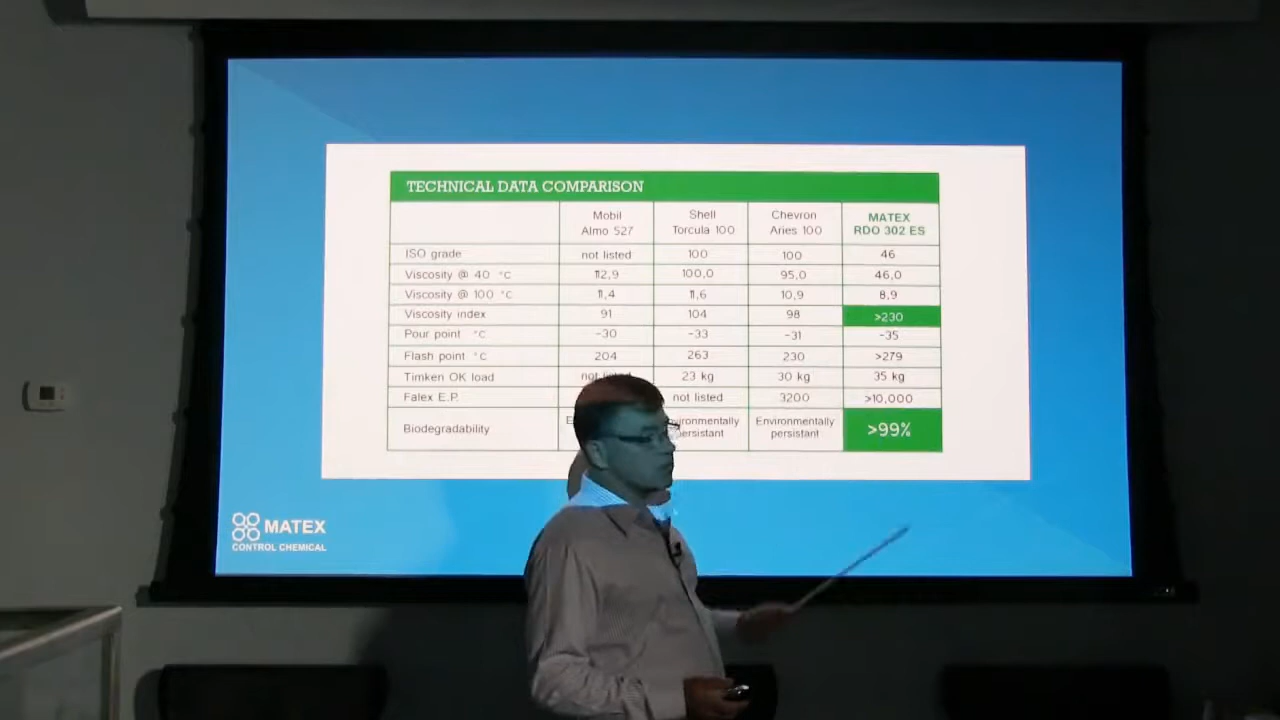 TECHNICAL DATA COMPARISON
Mobil Almo 527 Shell Torcula 100 Chevron Aries 100 MATEX RDO 302 ES
ISO grade not listed 100 100 46
Viscosity @ 40 °C 112,9 100,0 95,0 46,0
Viscosity @ 100 °C 11,4 11,6 10,9 8,9
Viscosity index 91 104 98 >230
Pour point °C -30 -33 -31 -35
Flash point °C 204 263 230 >279
Timken OK load not 23 kg 30 kg 35 kg
Falex E.P. not listed 3200 >10,000
Biodegradability Environmentally persistant >99%
MATEX
CONTROL CHEMICAL